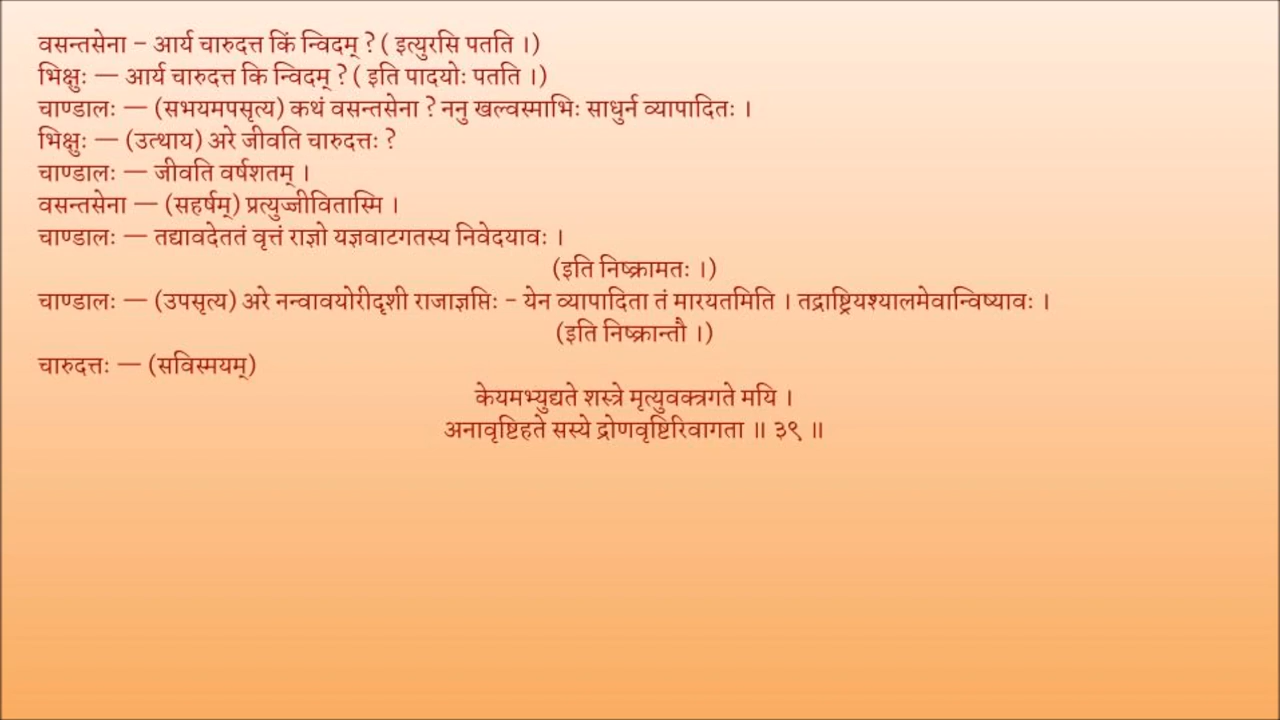 वसन्तसेना – आर्य चारुदत्त किं न्विदम् ? ( इत्युरसि पतति ।)
भिक्षुः — आर्य चारुदत्त कि न्विदम् ? ( इति पादयोः पतति ।)
चाण्डालः — (सभयमपसृत्य) कथं वसन्तसेना ? ननु खल्वस्माभिः साधुर्न व्यापादितः ।
भिक्षुः — (उत्थाय) अरे जीवति चारुदत्तः ?
चाण्डालः — जीवति वर्षशतम् ।
वसन्तसेना — (सहर्षम्) प्रत्युज्जीवितास्मि ।
चाण्डालः — तद्यावदेततं वृत्तं राज्ञो यज्ञवाटगतस्य निवेदयावः ।
(इति निष्क्रामतः ।)
चाण्डालः — (उपसृत्य) अरे नन्वावयोरीदृशी राजाज्ञप्तिः – येन व्यापादिता तं मारयतमिति । तद्राष्ट्रियश्यालमेवान्विष्यावः ।
(इति निष्क्रान्तौ ।)
चारुदत्तः — (सविस्मयम्)
केयमभ्युद्यते शस्त्रे मृत्युवक्त्रगते मयि ।
अनावृष्टिहते सस्ये द्रोणवृष्टिरिवागता ॥ ३९ ॥